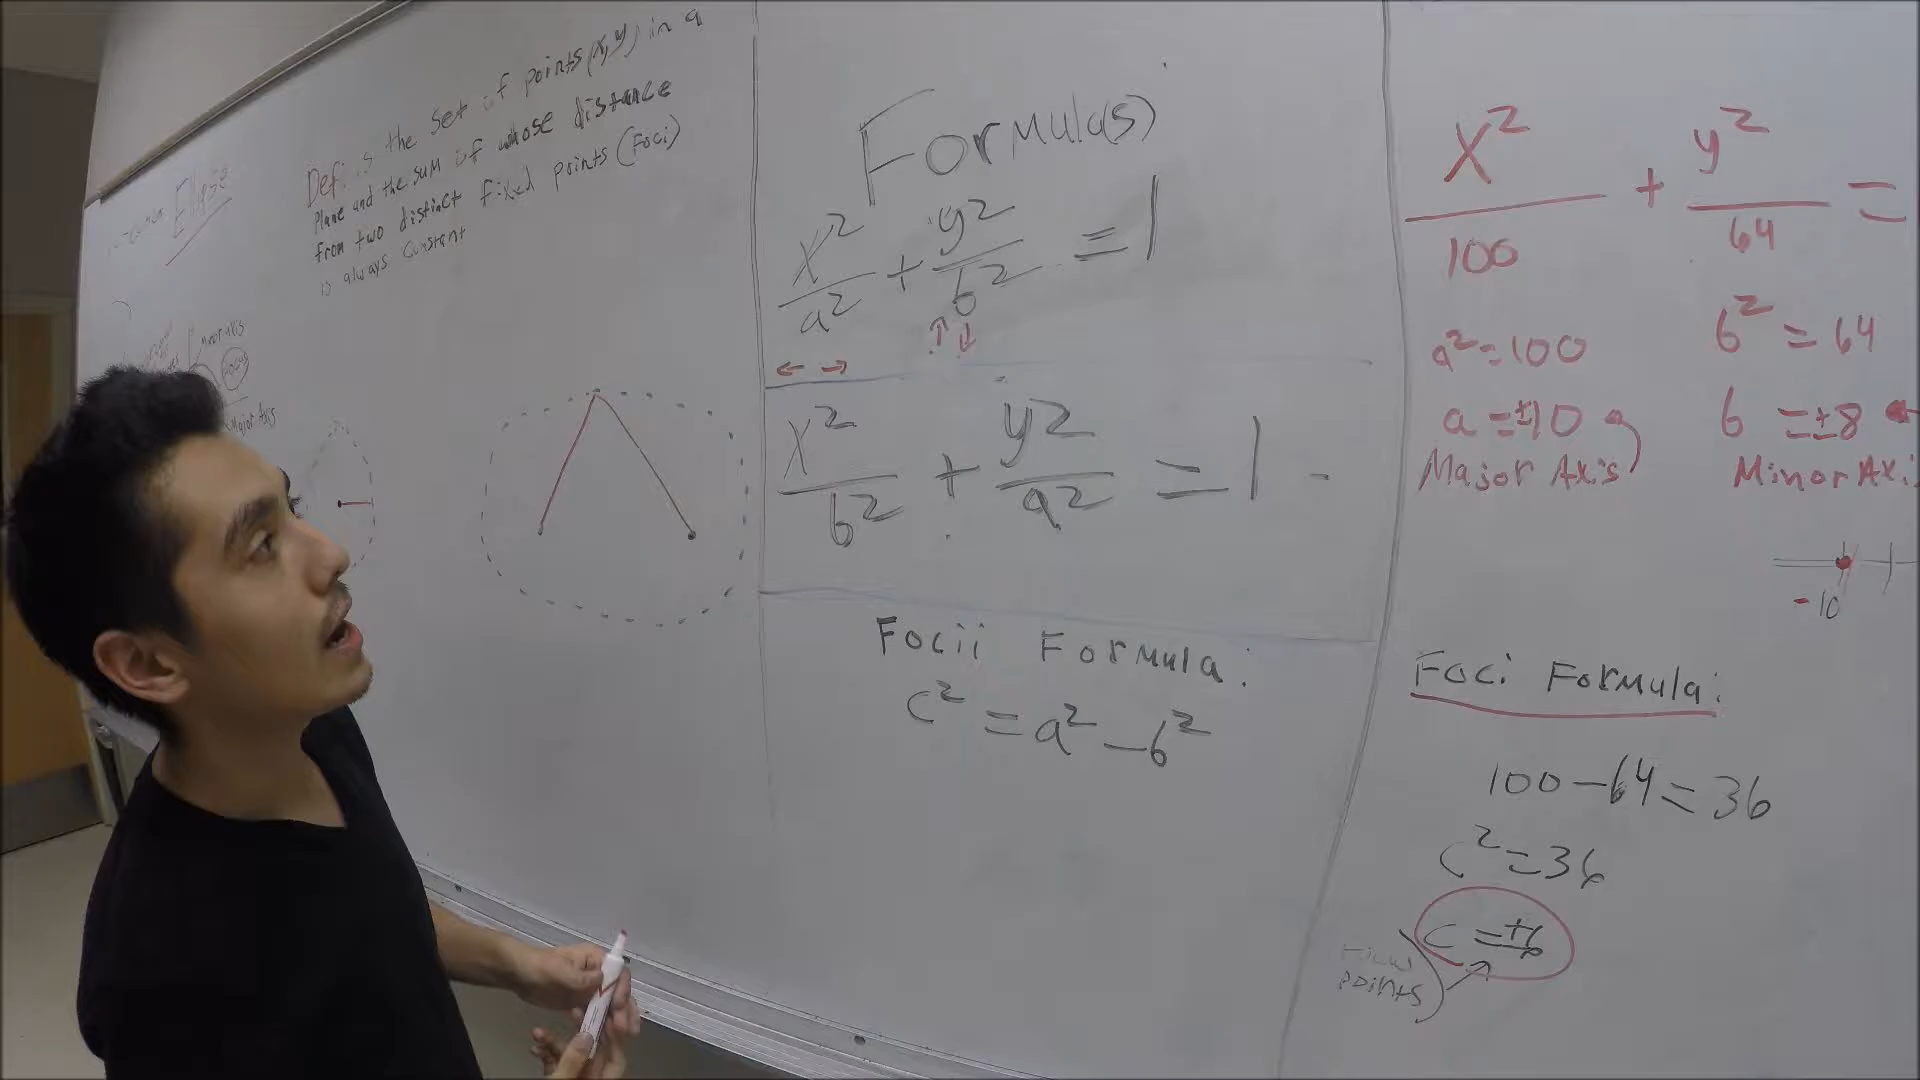 Ellipse
Def: is the set of points (x,y) in a
Plane and the sum of whose distance
from two distinct fixed points (Foci)
is always constant
Minor Axis
Focus
Major Axis
Formula(s)
x²/a² + y²/b² = 1
← → ↑ ↓
x²/b² + y²/a² = 1
Focii Formula:
c² = a² - b²
x²/100 + y²/64 =
a² = 100
b² = 64
a = ±10
b = ±8
Major Axis
Minor Axis
-10
Foci Formula:
100 - 64 = 36
c² = 36
c = ±6
points